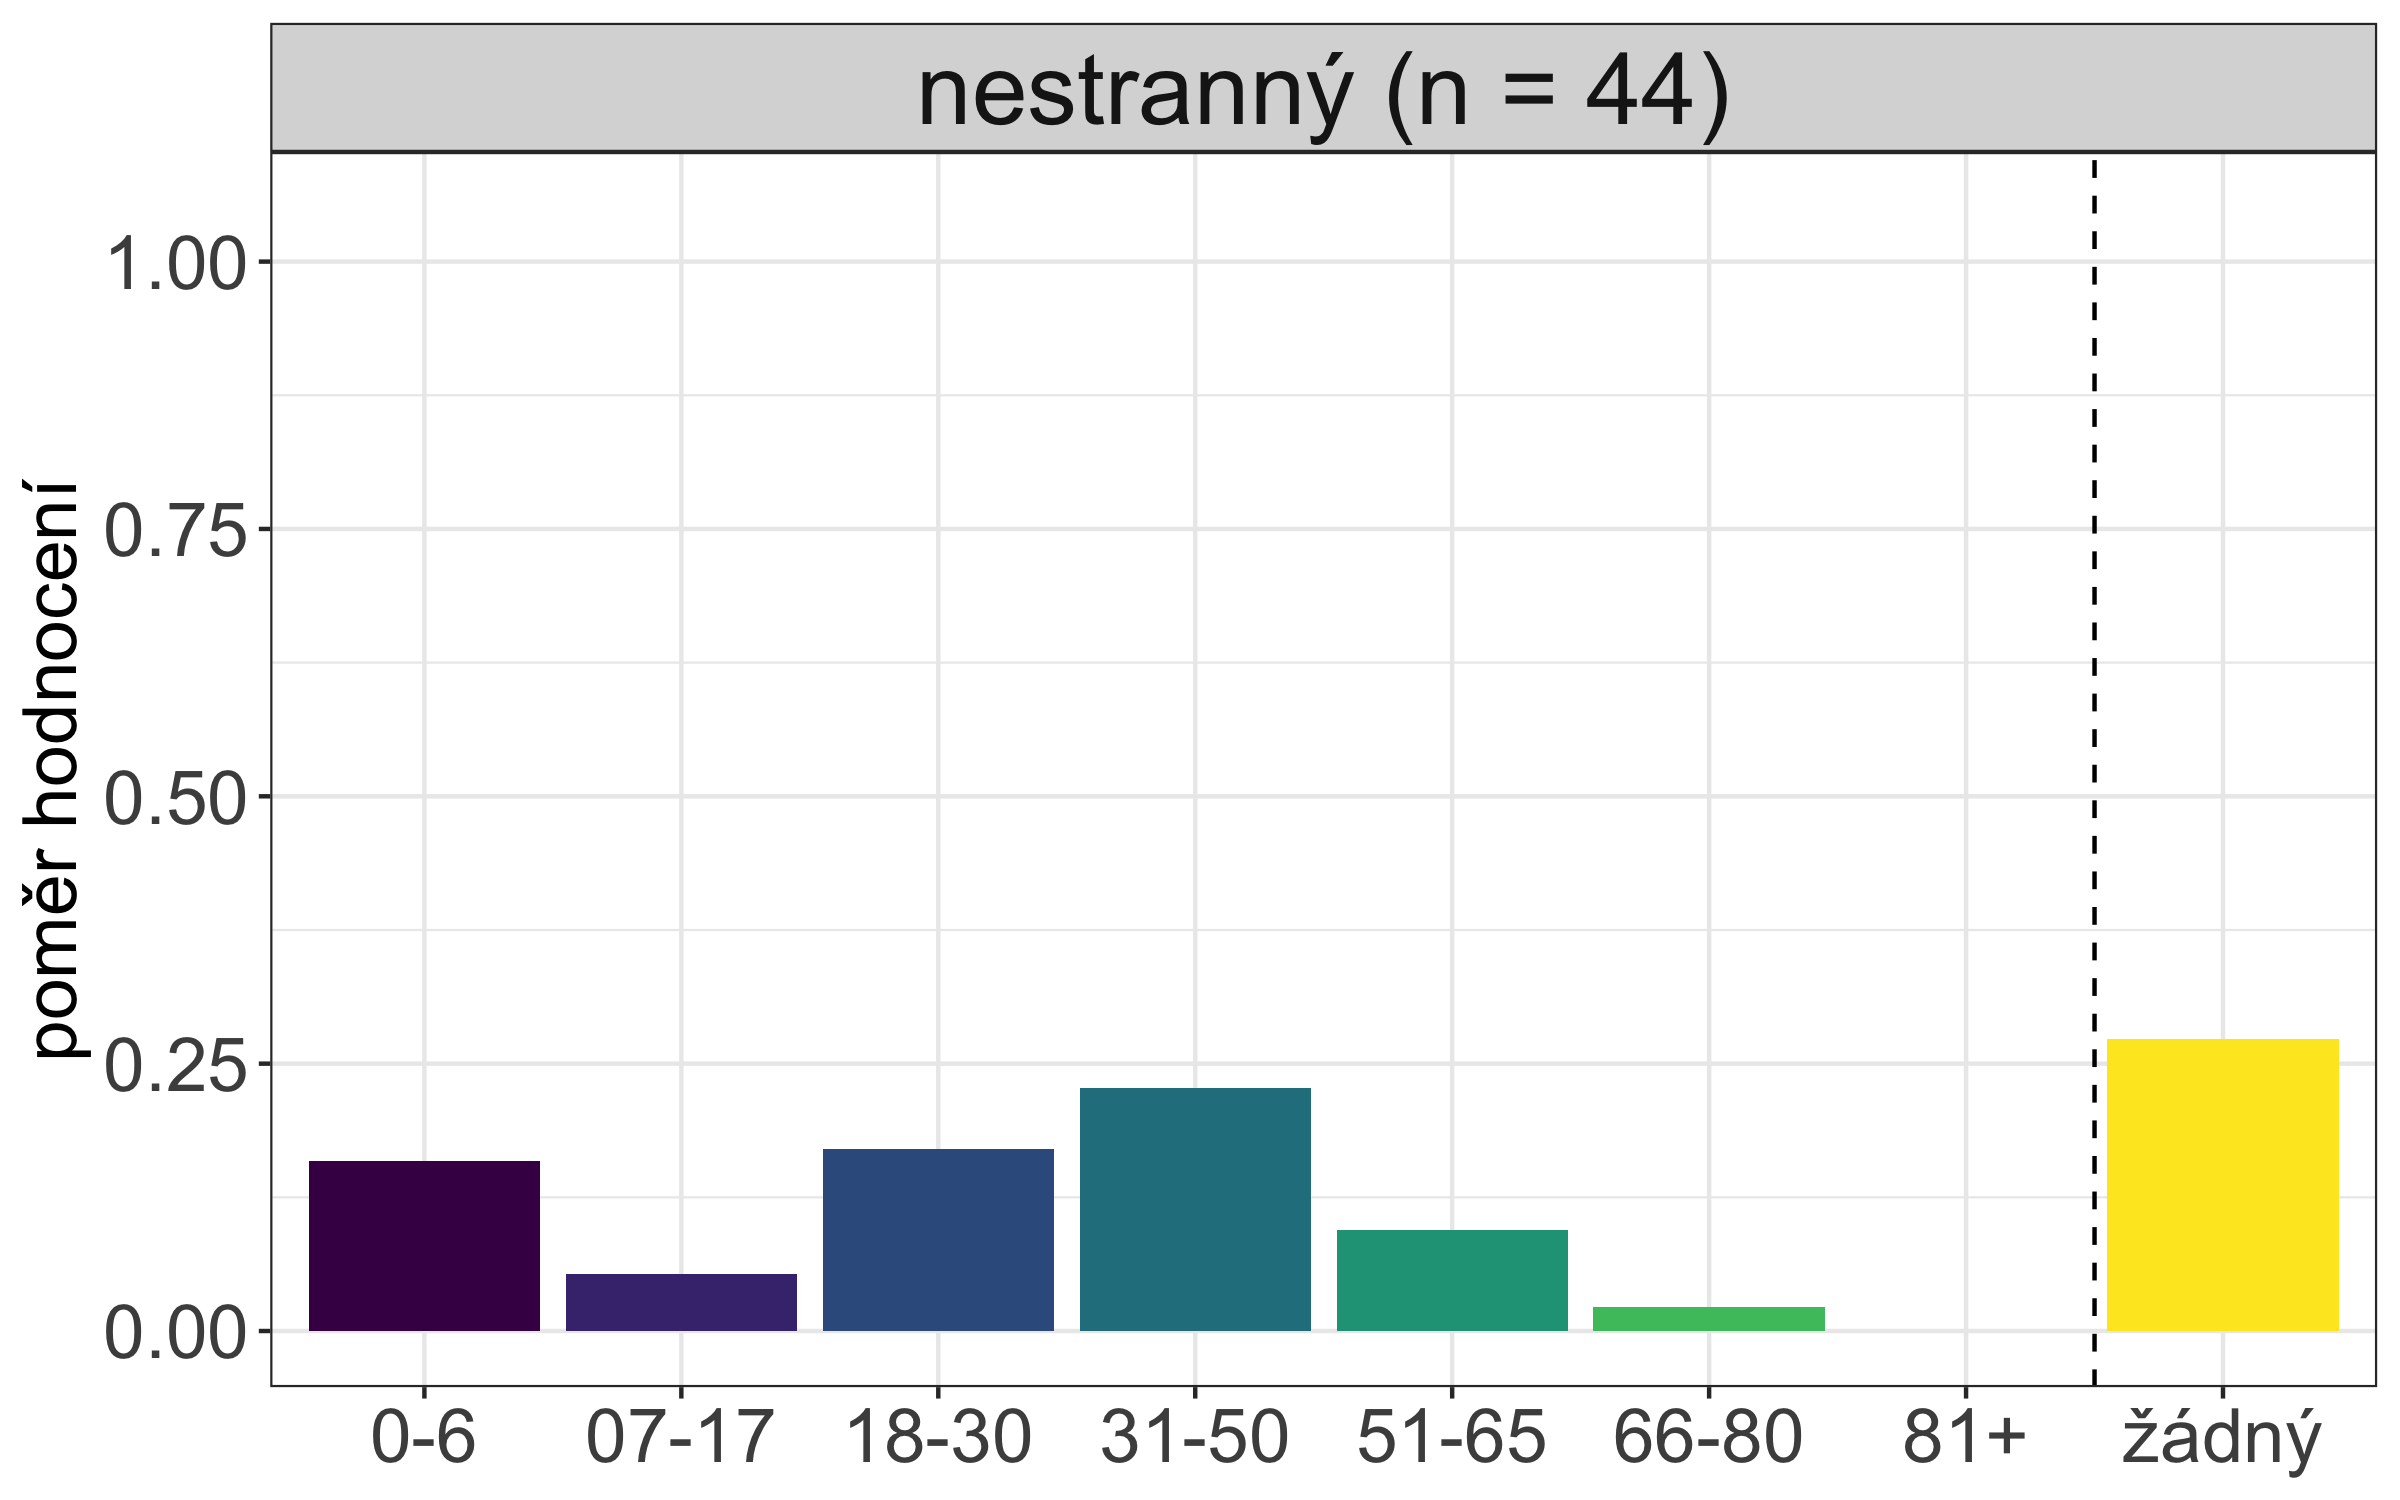 nestranný (n = 44)
poměr hodnocení
1.00
0.75
0.50
0.25
0.00
0-6 07-17 18-30 31-50 51-65 66-80 81+ žádný